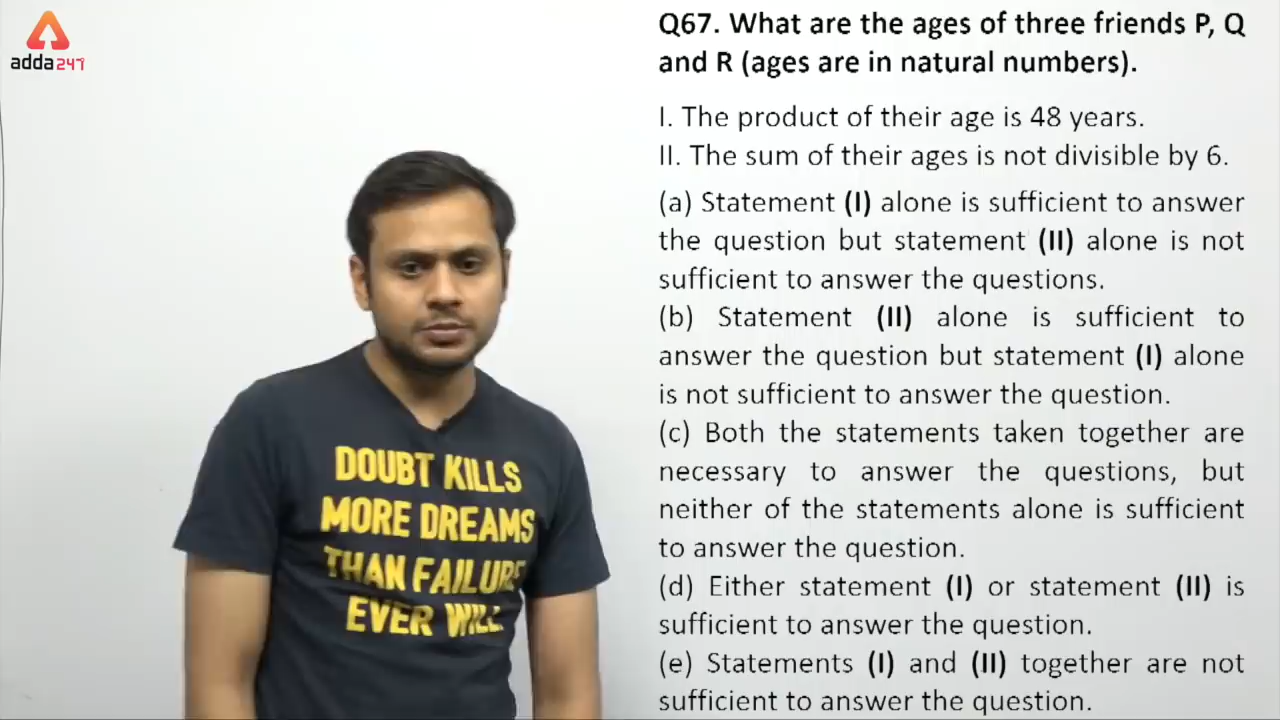 adda247
Q67. What are the ages of three friends P, Q
and R (ages are in natural numbers).
I. The product of their age is 48 years.
II. The sum of their ages is not divisible by 6.
(a) Statement (I) alone is sufficient to answer
the question but statement (II) alone is not
sufficient to answer the questions.
(b) Statement (II) alone is sufficient to
answer the question but statement (I) alone
is not sufficient to answer the question.
(c) Both the statements taken together are
necessary to answer the questions, but
neither of the statements alone is sufficient
to answer the question.
(d) Either statement (I) or statement (II) is
sufficient to answer the question.
(e) Statements (I) and (II) together are not
sufficient to answer the question.
DOUBT KILLS
MORE DREAMS
THAN FAILURE
EVER WILL.